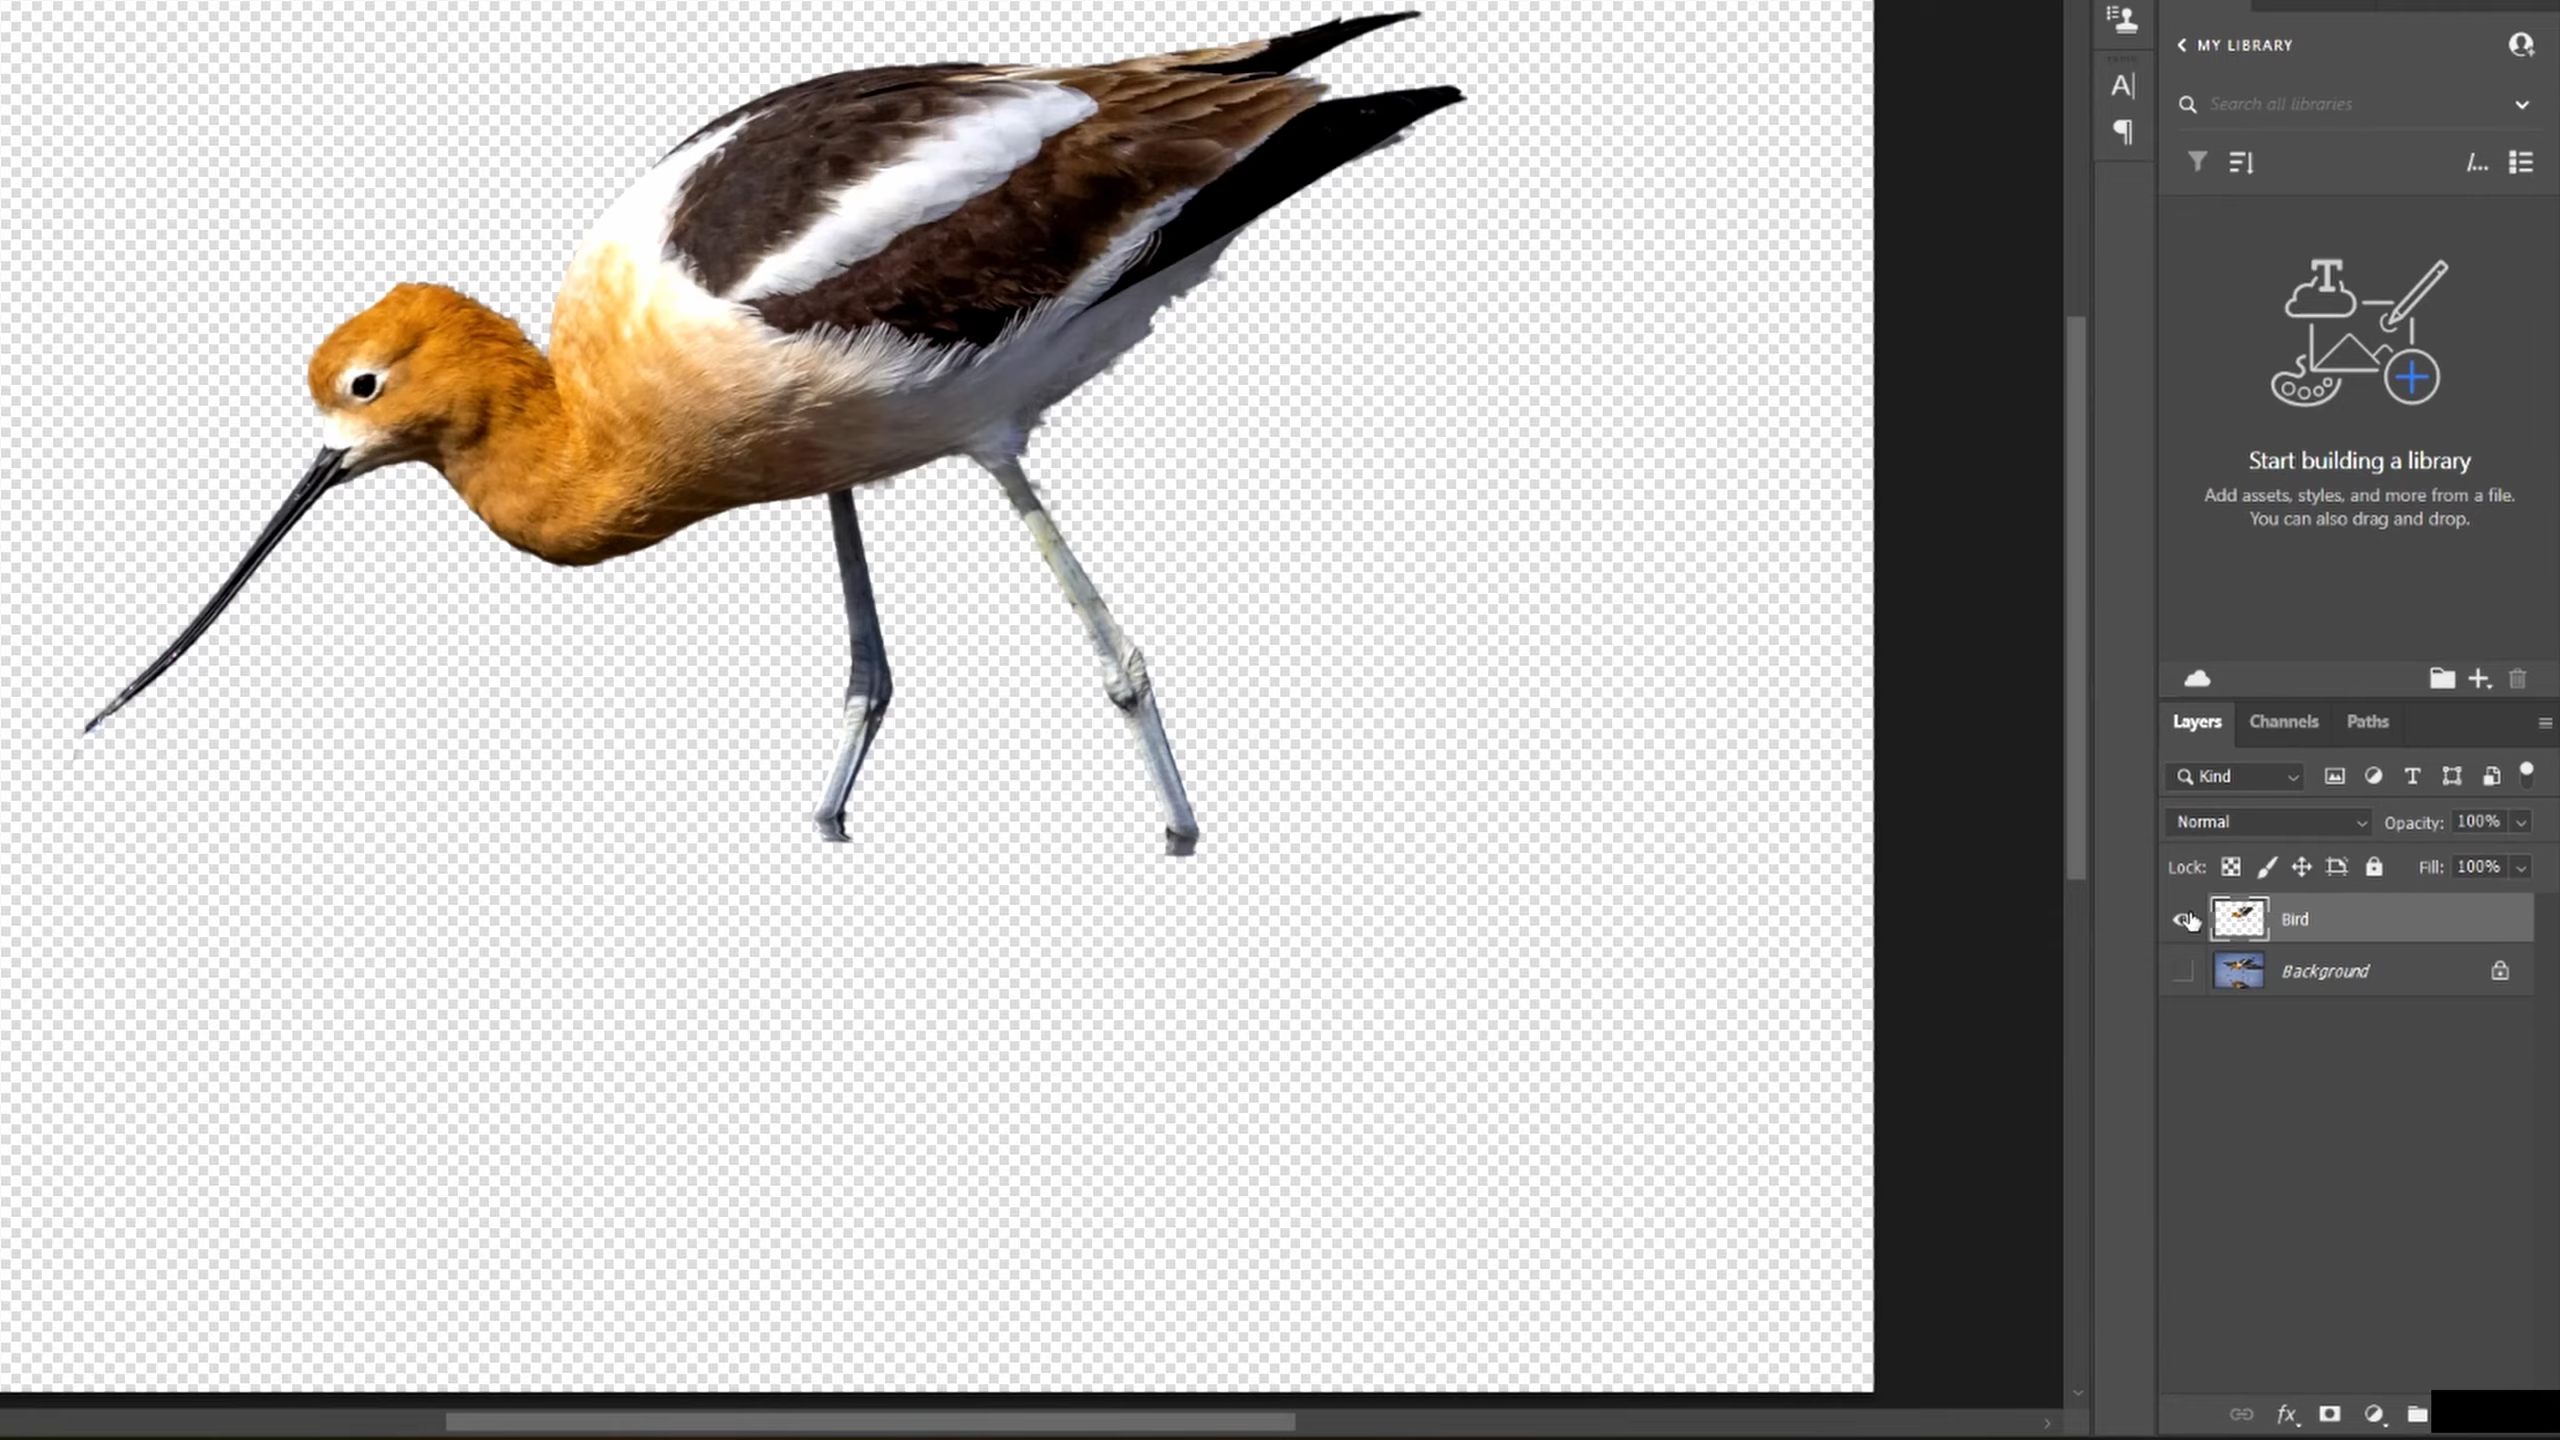 MY LIBRARY
Search all libraries
Start building a library
Add assets, styles, and more from a file.
You can also drag and drop.
Layers Channels Paths
Kind
Normal Opacity: 100%
Lock: Fill: 100%
Bird
Background
fx